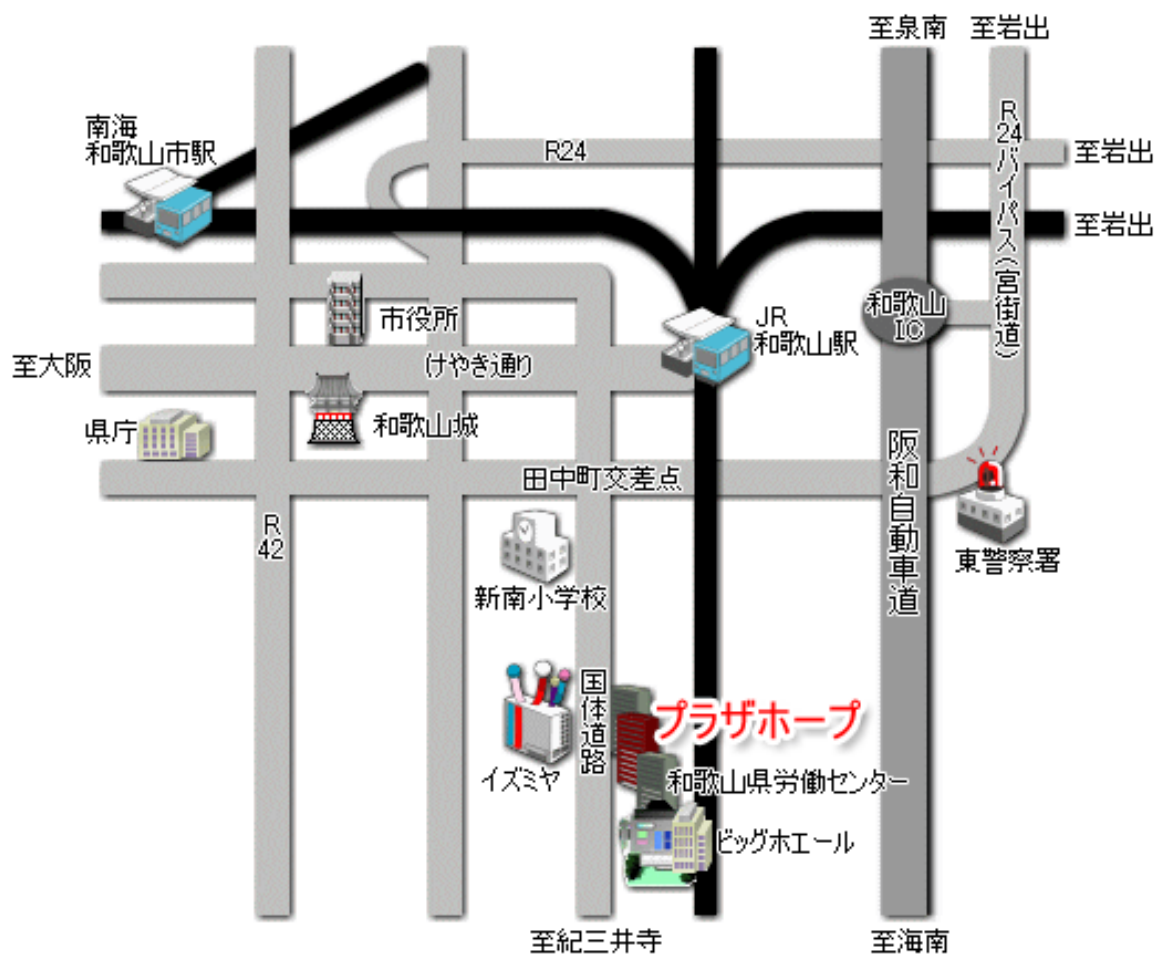 至泉南
至岩出
南海
和歌山市駅
R24
至岩出
R24バイパス(宮街道)
至岩出
市役所
JR
和歌山駅
和歌山
IC
至大阪
けやき通り
県庁
和歌山城
田中町交差点
阪和自動車道
R
42
東警察署
新南小学校
国体道路
プラザホープ
イズミヤ
和歌山県労働センター
ビッグホエール
至紀三井寺
至海南